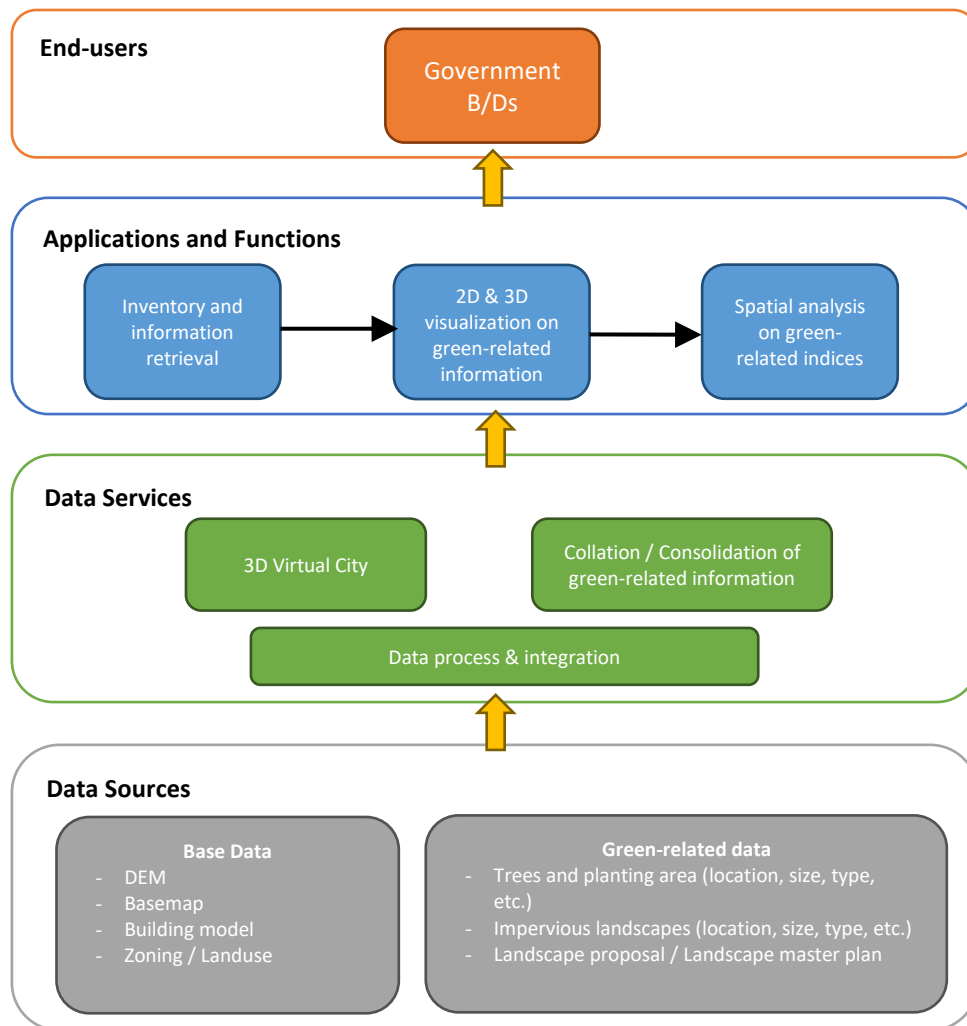 End-users
Government
B/Ds
Applications and Functions
Inventory and
information
retrieval
2D & 3D
visualization on
green-related
information
Spatial analysis
on green-
related indices
Data Services
3D Virtual City
Collation / Consolidation of
green-related information
Data process & integration
Data Sources
Base Data
- DEM
- Basemap
- Building model
- Zoning / Landuse
Green-related data
- Trees and planting area (location, size, type,
etc.)
- Impervious landscapes (location, size, type, etc.)
- Landscape proposal / Landscape master plan